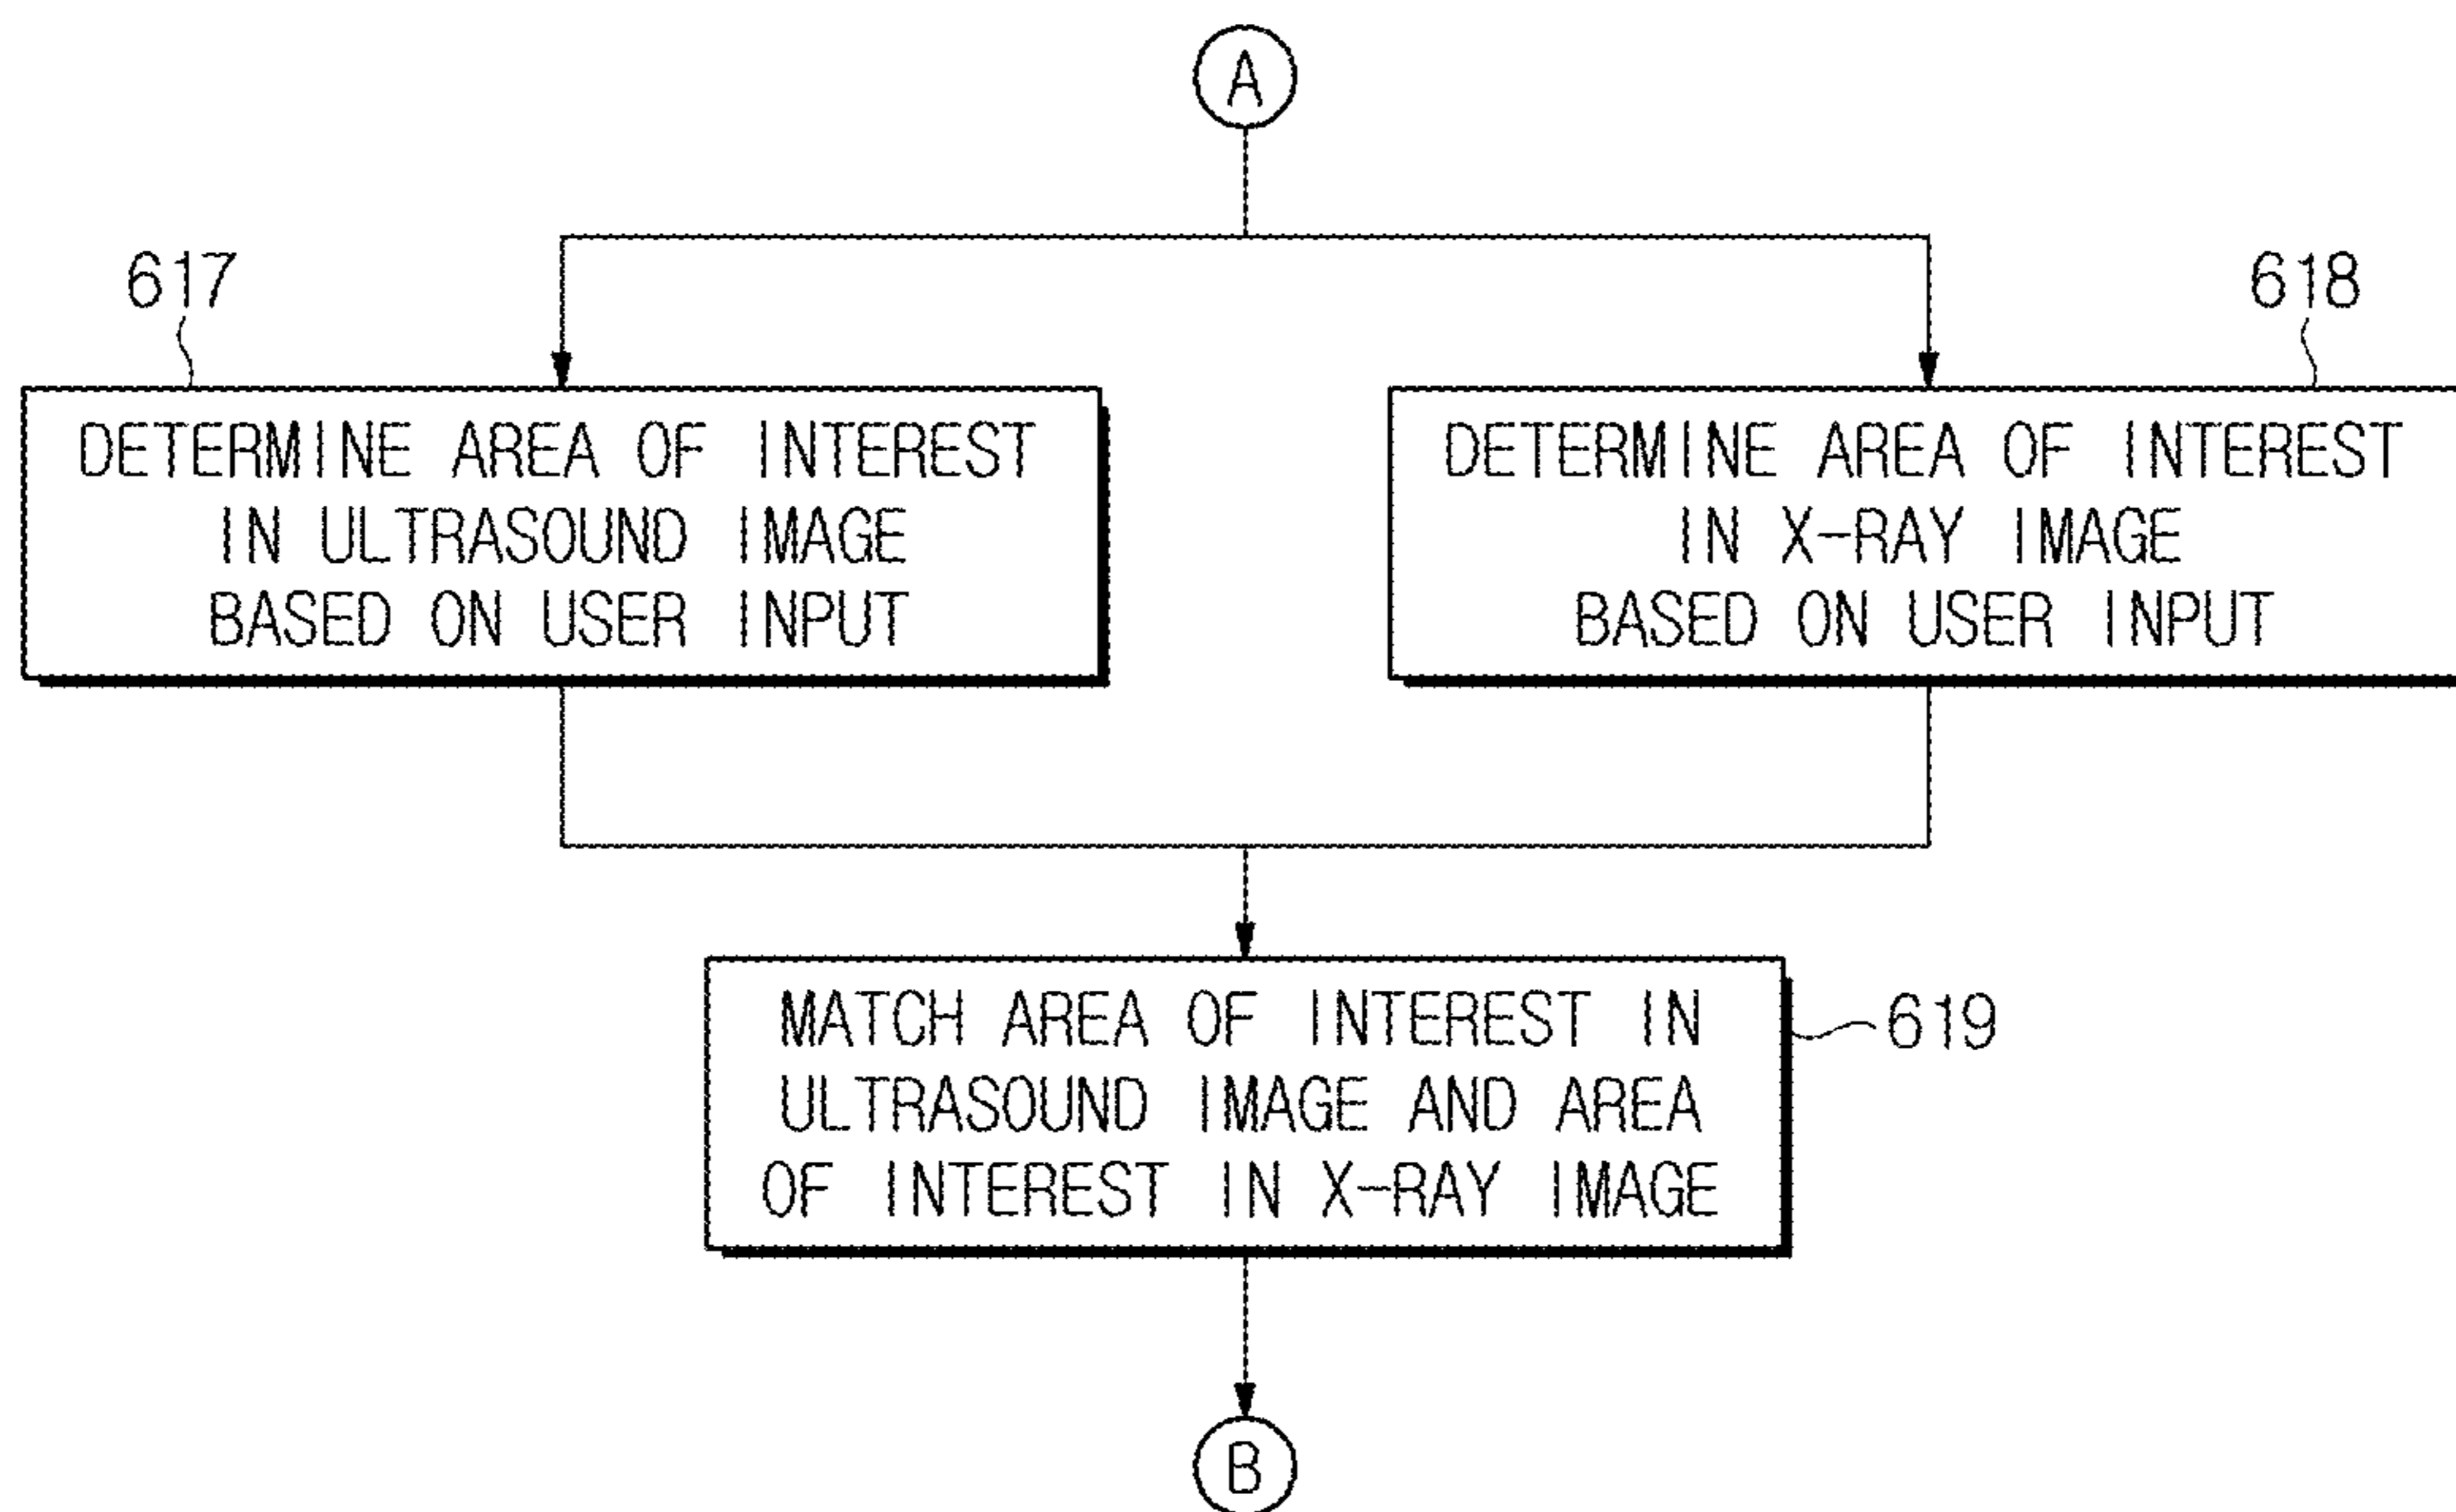 A
617
618
DETERMINE AREA OF INTEREST
IN ULTRASOUND IMAGE
BASED ON USER INPUT
DETERMINE AREA OF INTEREST
IN X-RAY IMAGE
BASED ON USER INPUT
MATCH AREA OF INTEREST IN
ULTRASOUND IMAGE AND AREA
OF INTEREST IN X-RAY IMAGE
619
B